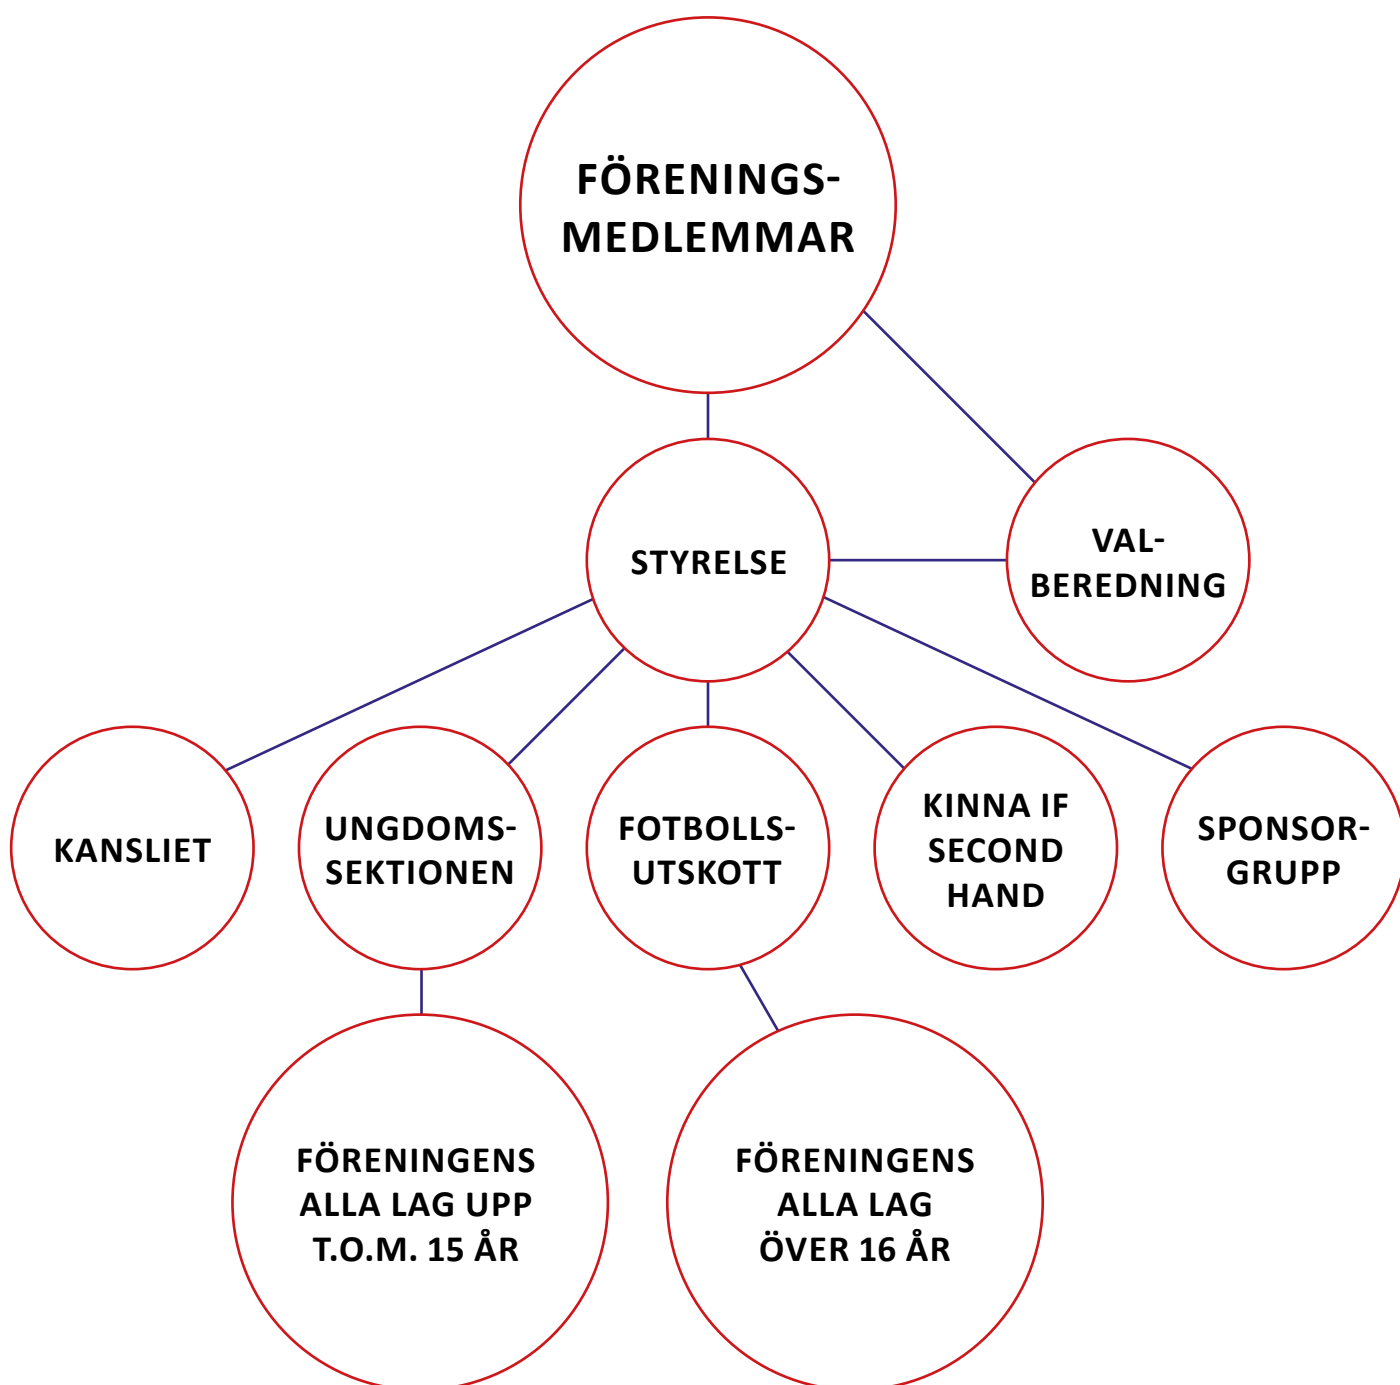 FÖRENINGS-
MEDLEMMAR
STYRELSE
VAL-
BEREDNING
KANSLIET
UNGDOMS-
SEKTIONEN
FOTBOLLS-
UTSKOTT
KINNA IF
SECOND
HAND
SPONSOR-
GRUPP
FÖRENINGENS
ALLA LAG UPP
T.O.M. 15 ÅR
FÖRENINGENS
ALLA LAG
ÖVER 16 ÅR